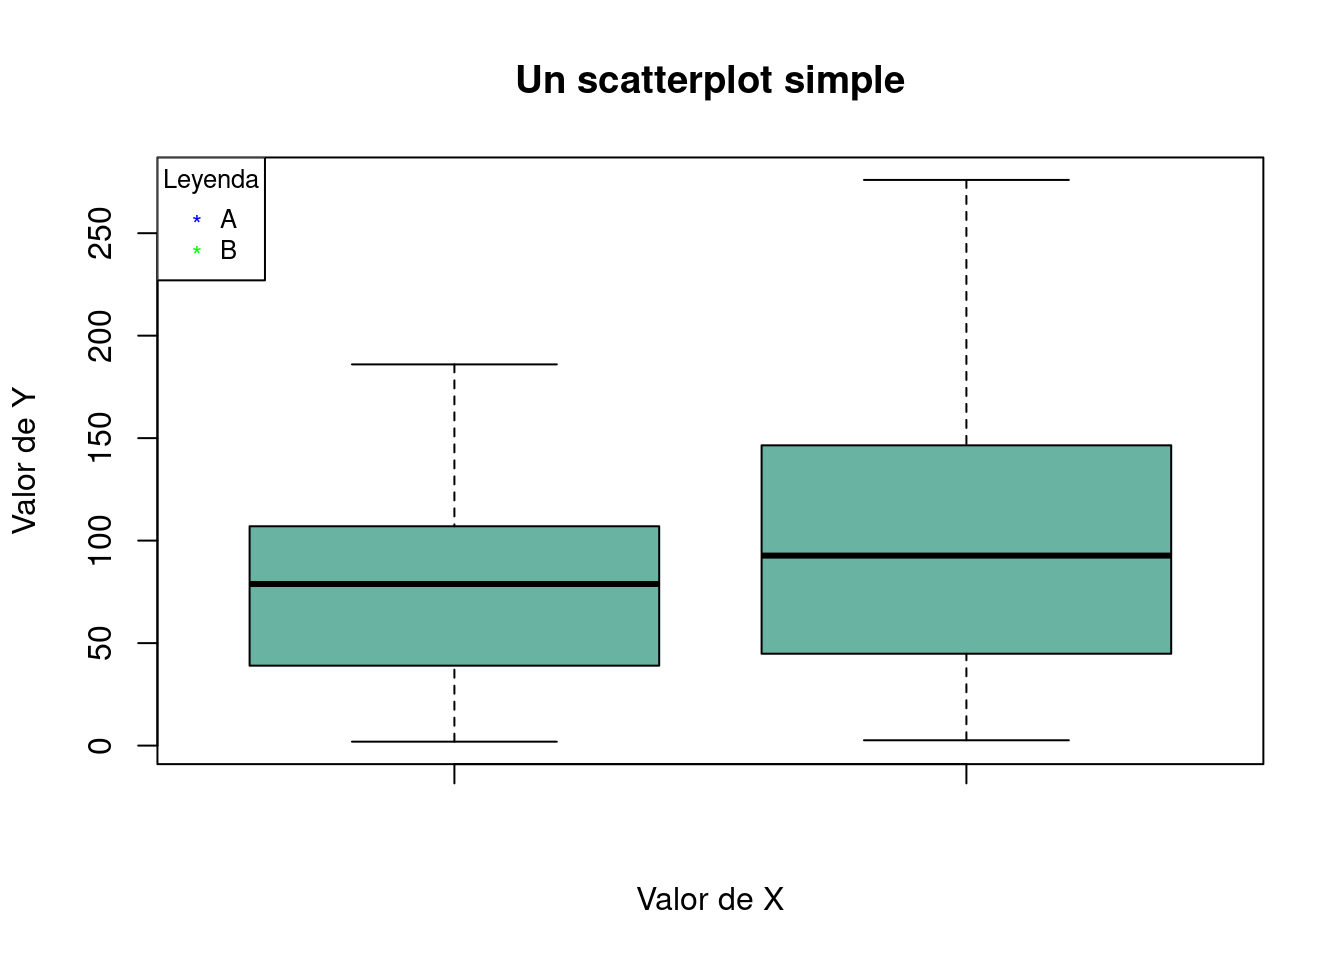 Un scatterplot simple
Leyenda
* A
* B
250
200
150
100
50
0
Valor de Y
Valor de X